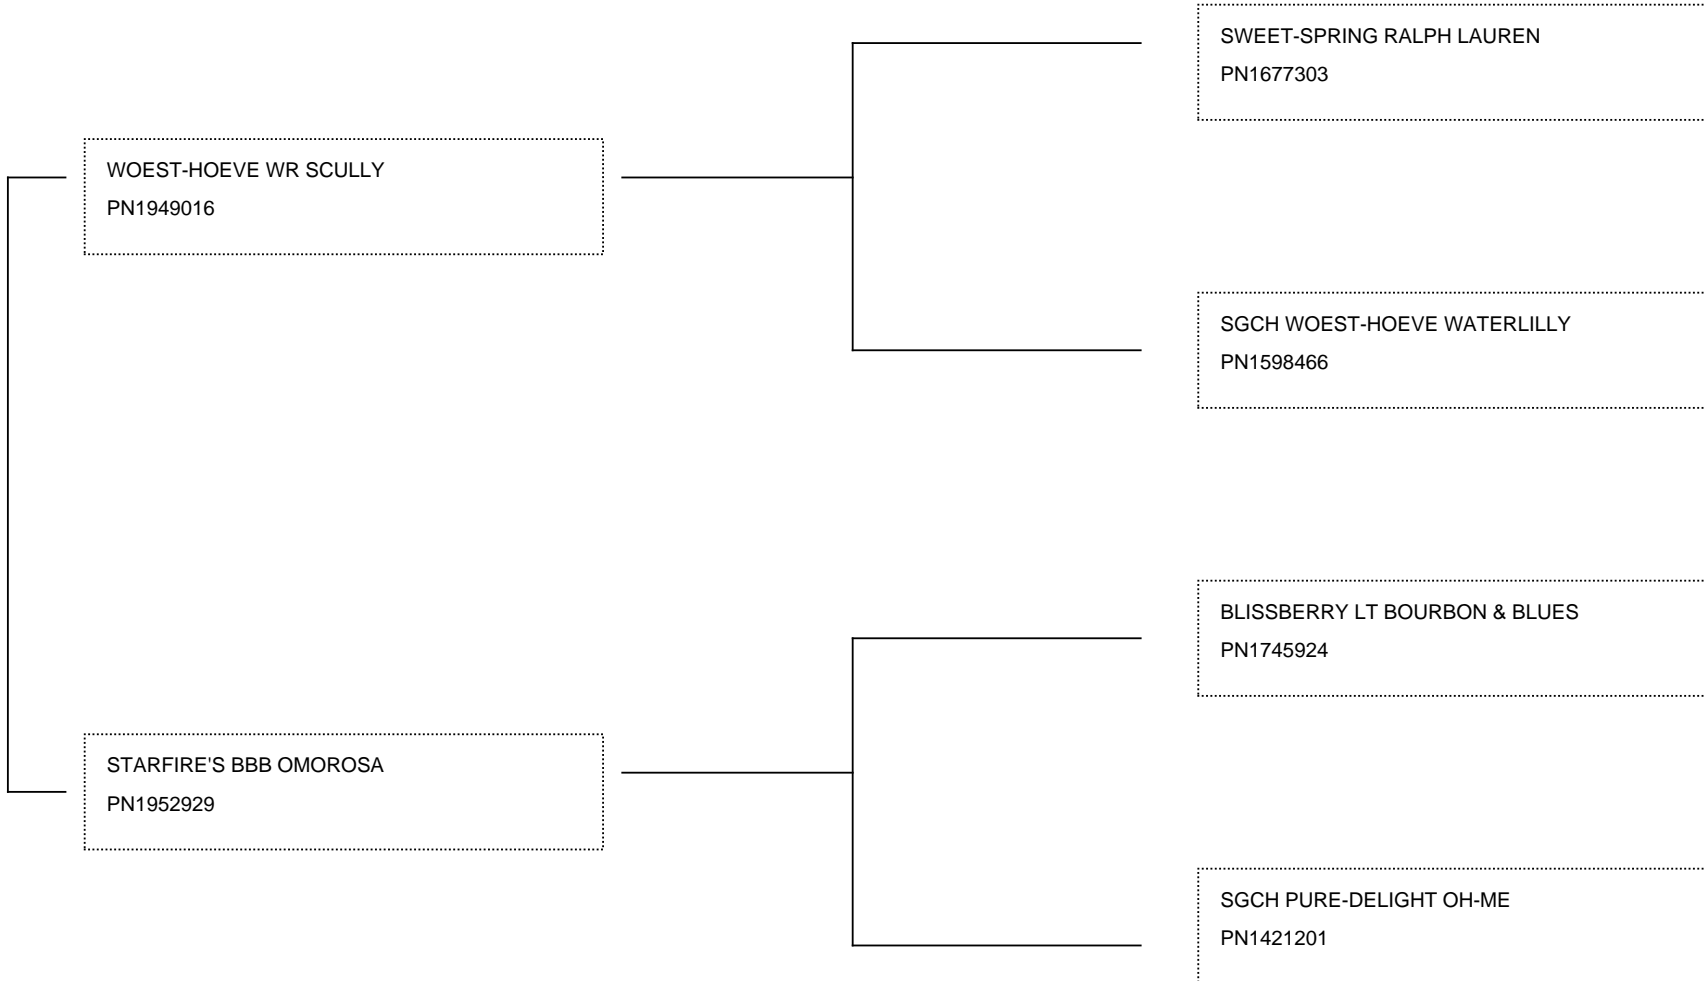 SWEET-SPRING RALPH LAUREN
PN1677303
WOEST-HOEVE WR SCULLY
PN1949016
SGCH WOEST-HOEVE WATERLILLY
PN1598466
BLISSBERRY LT BOURBON & BLUES
PN1745924
STARFIRE'S BBB OMOROSA
PN1952929
SGCH PURE-DELIGHT OH-ME
PN1421201